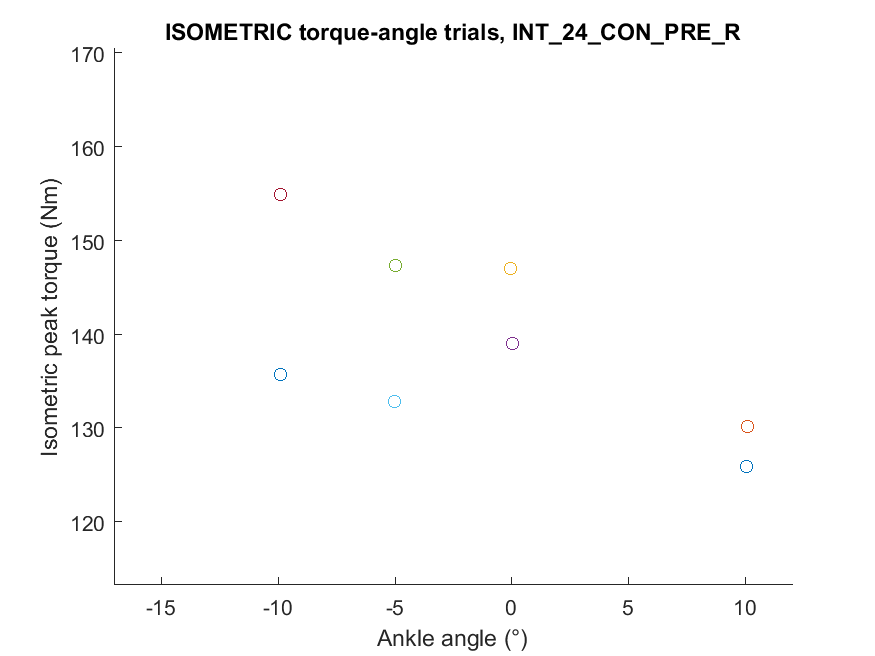 ISOMETRIC torque-angle trials, INT_24_CON_PRE_R
170
160
150
140
130
120
Isometric peak torque (Nm)
-15 -10 -5 0 5 10
Ankle angle (°)